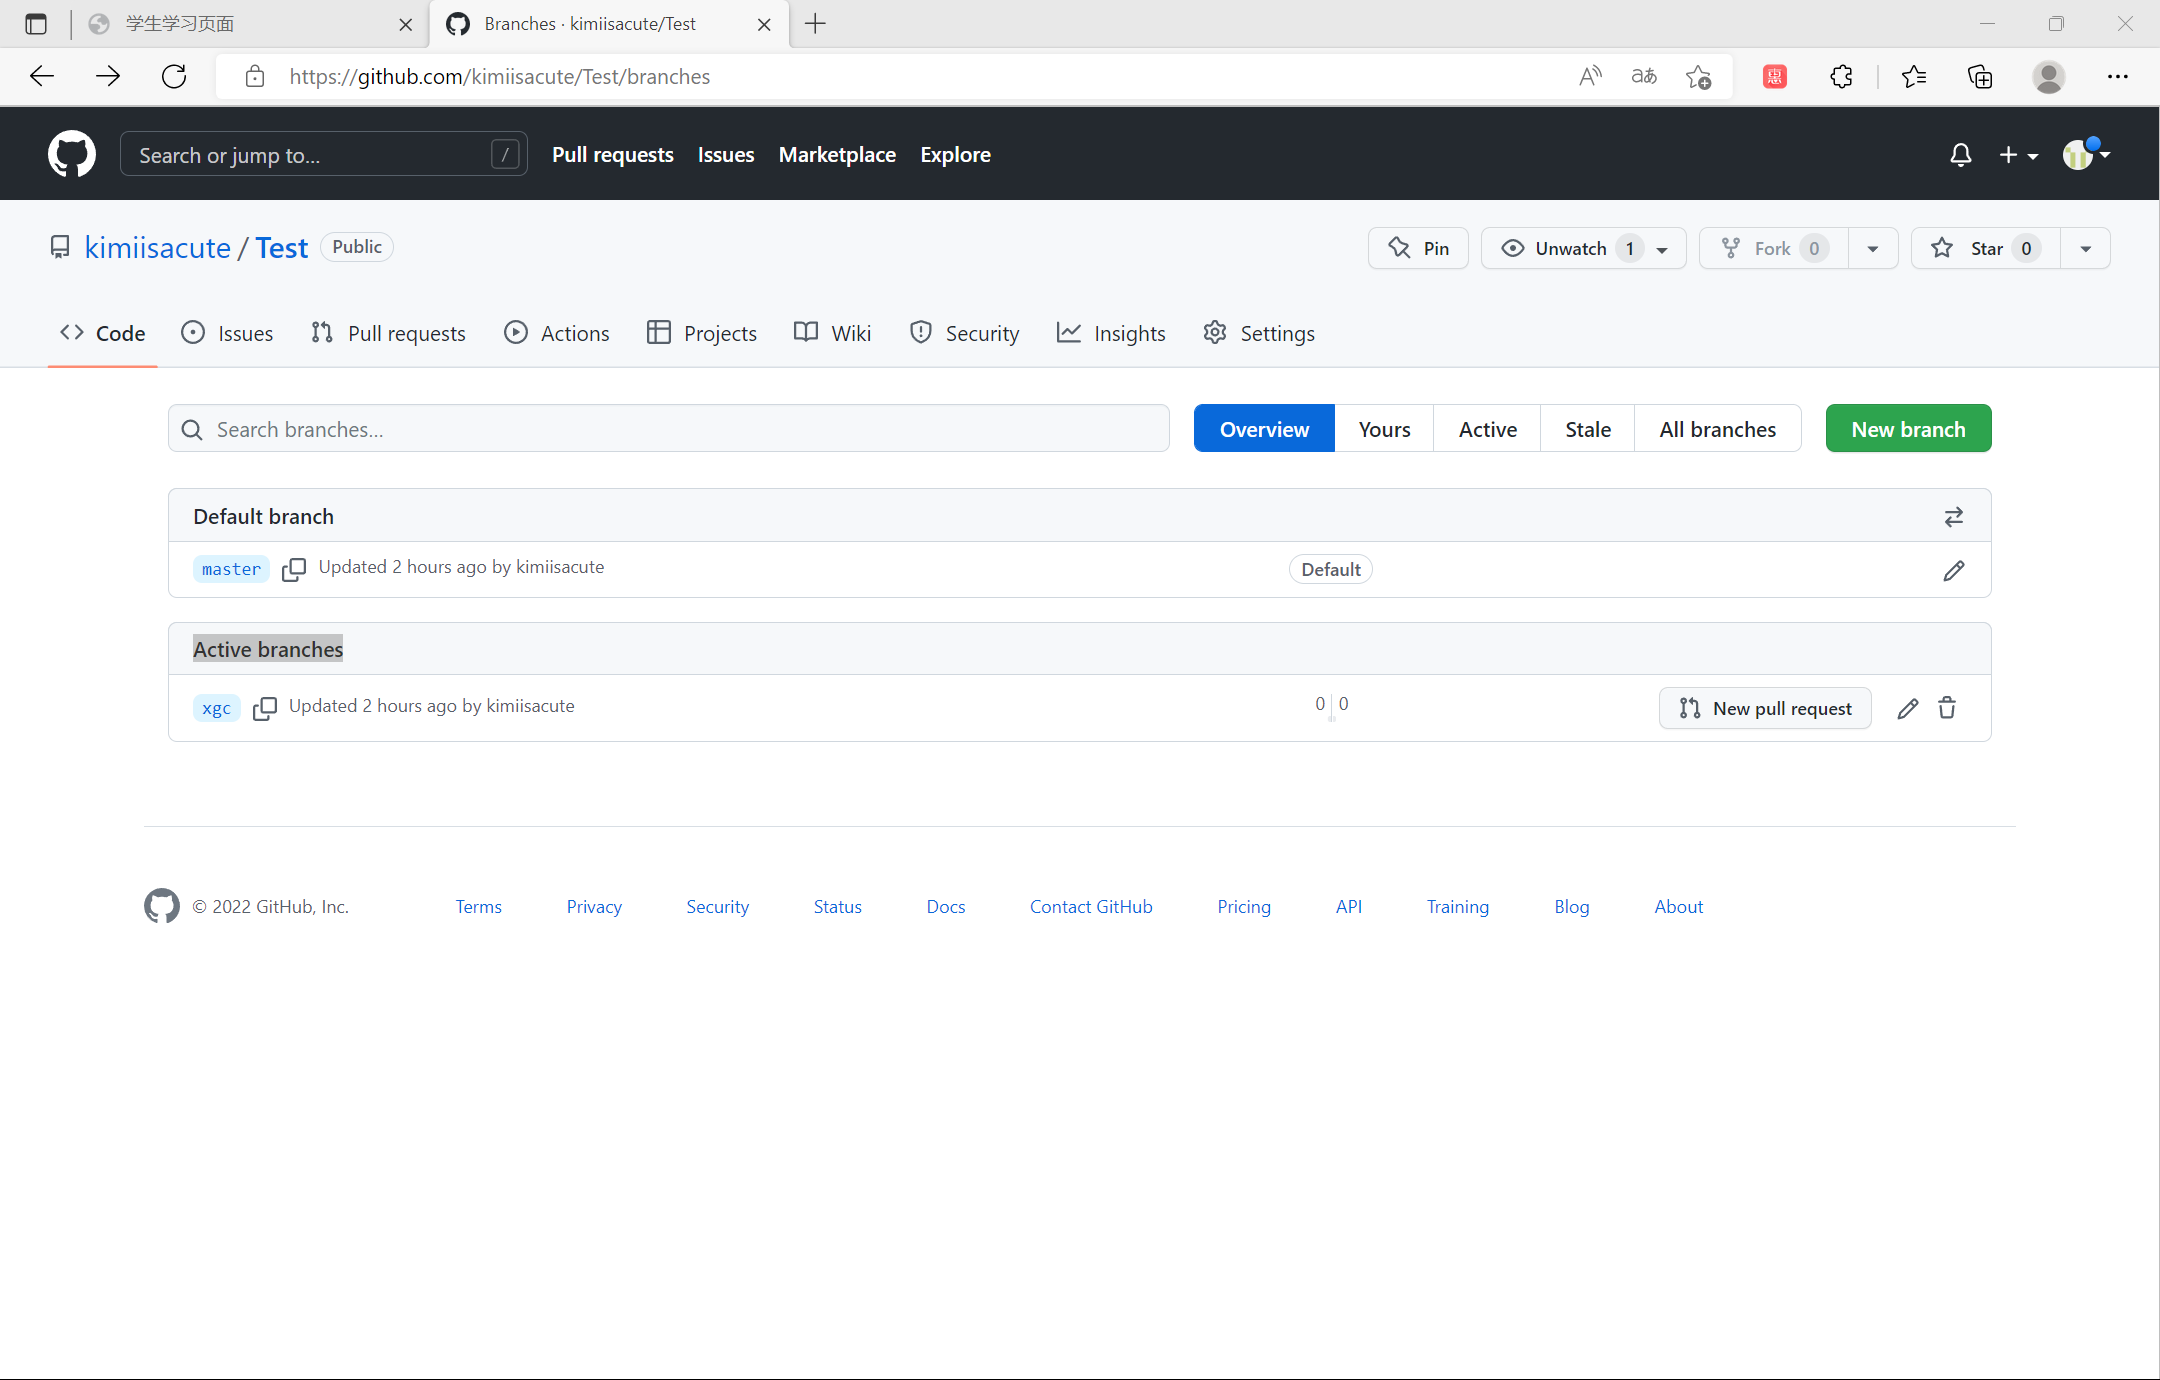 学生学习页面
Branches · kimiisacute/Test
https://github.com/kimiisacute/Test/branches
aあ
惠
Search or jump to... /
Pull requests Issues Marketplace Explore
kimiisacute / Test Public
Pin Unwatch 1 Fork 0 Star 0
Code Issues Pull requests Actions Projects Wiki Security Insights Settings
Search branches...
Overview Yours Active Stale All branches New branch
Default branch
master Updated 2 hours ago by kimiisacute Default
Active branches
xgc Updated 2 hours ago by kimiisacute 0 0 New pull request
© 2022 GitHub, Inc. Terms Privacy Security Status Docs Contact GitHub Pricing API Training Blog About